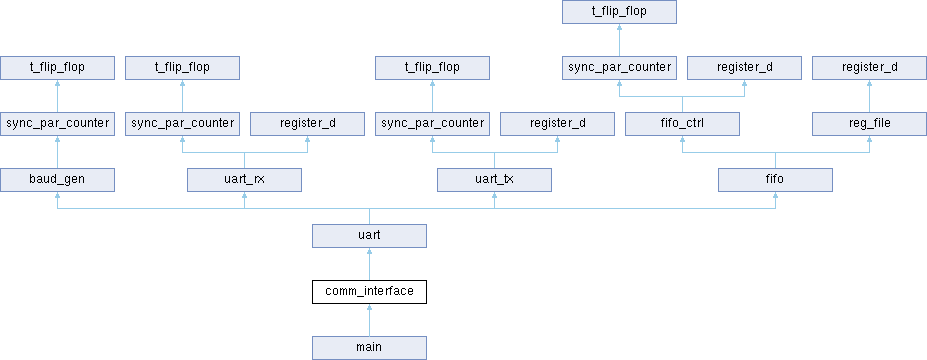 t_flip_flop
t_flip_flop
t_flip_flop
t_flip_flop
sync_par_counter
register_d
register_d
sync_par_counter
sync_par_counter
register_d
sync_par_counter
register_d
fifo_ctrl
reg_file
baud_gen
uart_rx
uart_tx
fifo
uart
comm_interface
main